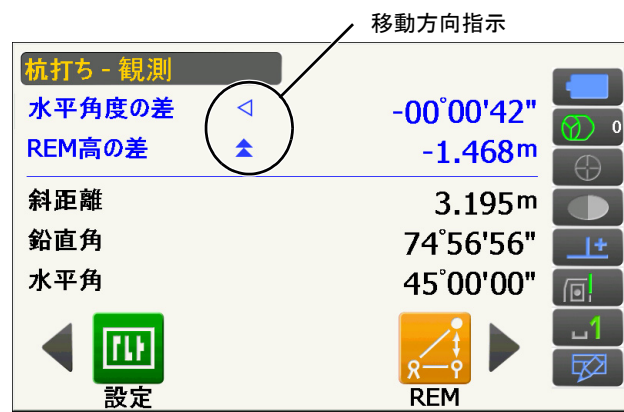 移動方向指示
杭打ち - 観測
水平角度の差 ◁ -00°00'42"
REM高の差 -1.468m
0
斜距離 3.195m
鉛直角 74°56'56"
水平角 45°00'00"
1
設定 REM